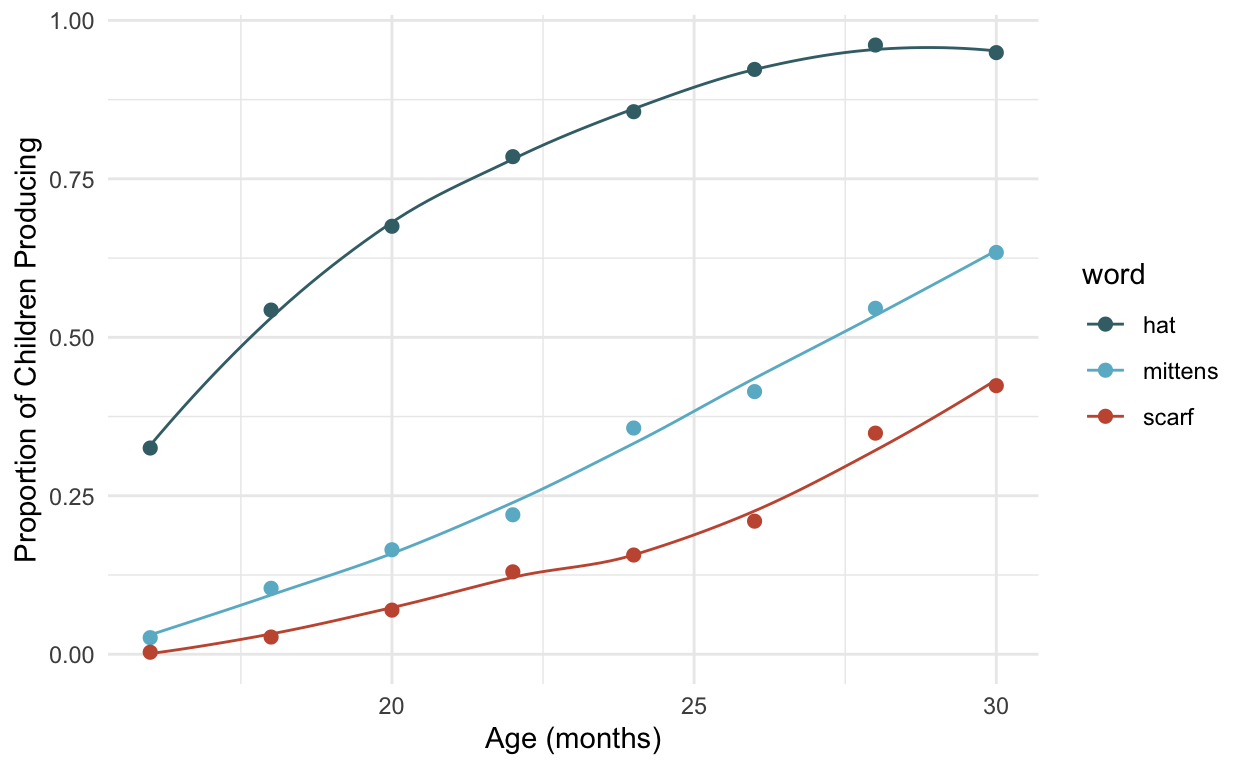 1.00
0.75
0.50
0.25
0.00
Proportion of Children Producing
20 25 30
Age (months)
word
hat
mittens
scarf